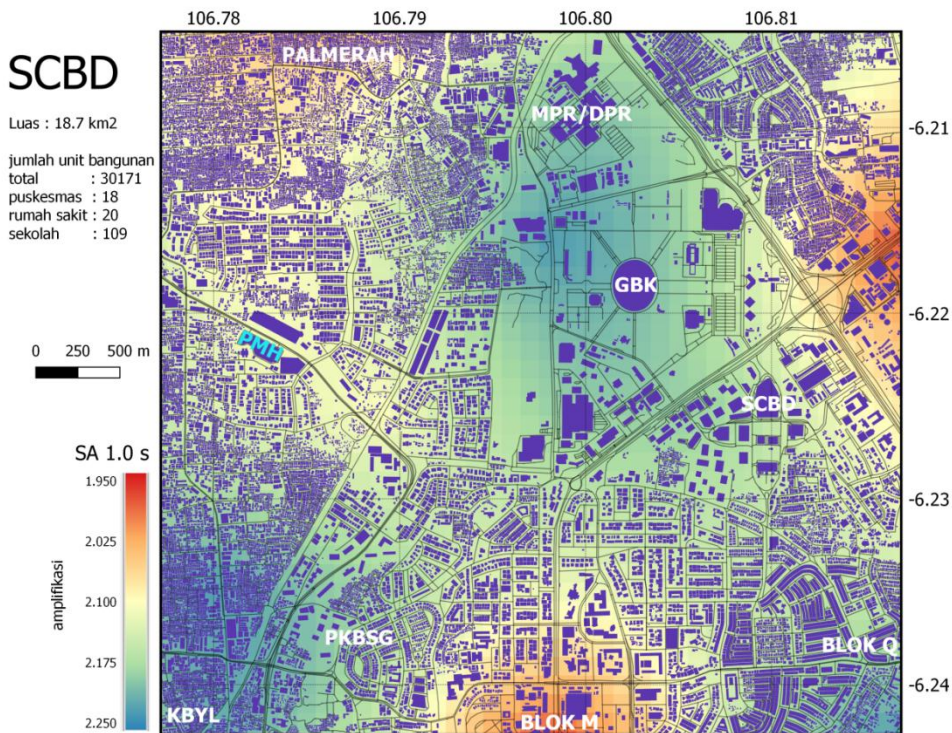 106.78 106.79 106.80 106.81
SCBD
Luas : 18.7 km2
jumlah unit bangunan
total : 30171
puskesmas : 18
rumah sakit : 20
sekolah : 109
0 250 500 m
SA 1.0 s
amplifikasi
1.950
2.025
2.100
2.175
2.250
PALMERAH
MPR/DPR
GBK
PMH
SCBD
PKBSG
BLOK Q
KBYL
BLOK M
-6.21
-6.22
-6.23
-6.24